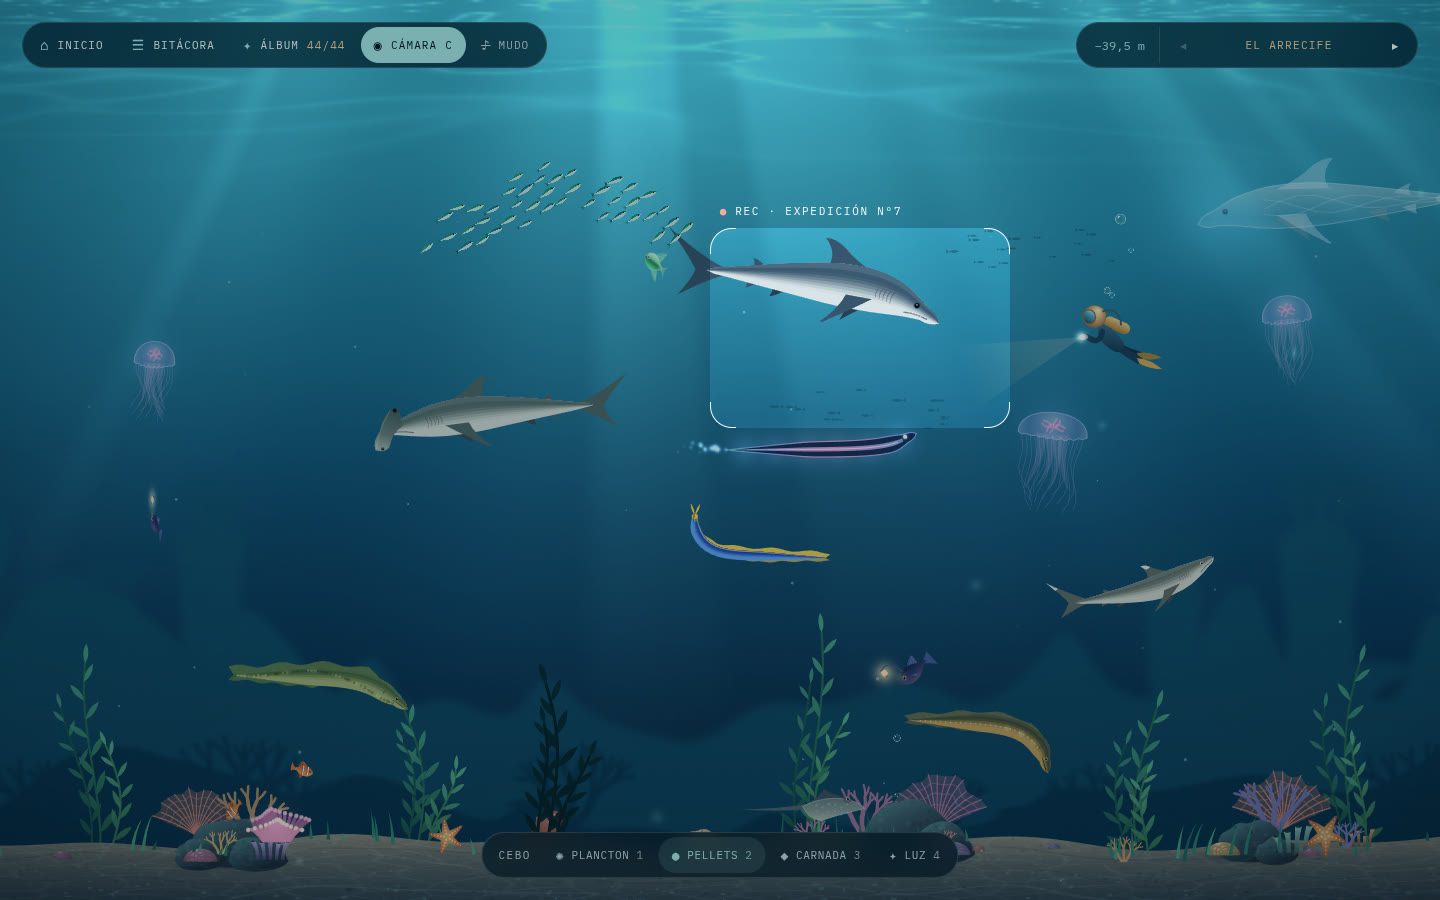 ⌂ INICIO ☰ BITÁCORA ✦ ÁLBUM 44/44 ◉ CÁMARA C MUDO
−39,5 m ◀ EL ARRECIFE ▶
REC · EXPEDICIÓN Nº7
CEBO ✺ PLANCTON 1 ● PELLETS 2 ◆ CARNADA 3 ✦ LUZ 4